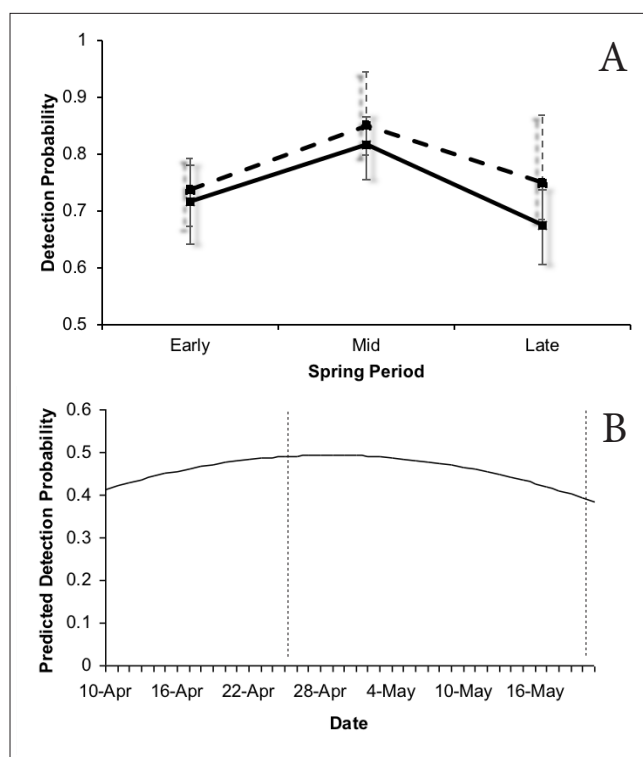 A
Detection Probability
1
0.9
0.8
0.7
0.6
0.5
Early Mid Late
Spring Period
B
Predicted Detection Probability
0.6
0.5
0.4
0.3
0.2
0.1
0
10-Apr 16-Apr 22-Apr 28-Apr 4-May 10-May 16-May
Date